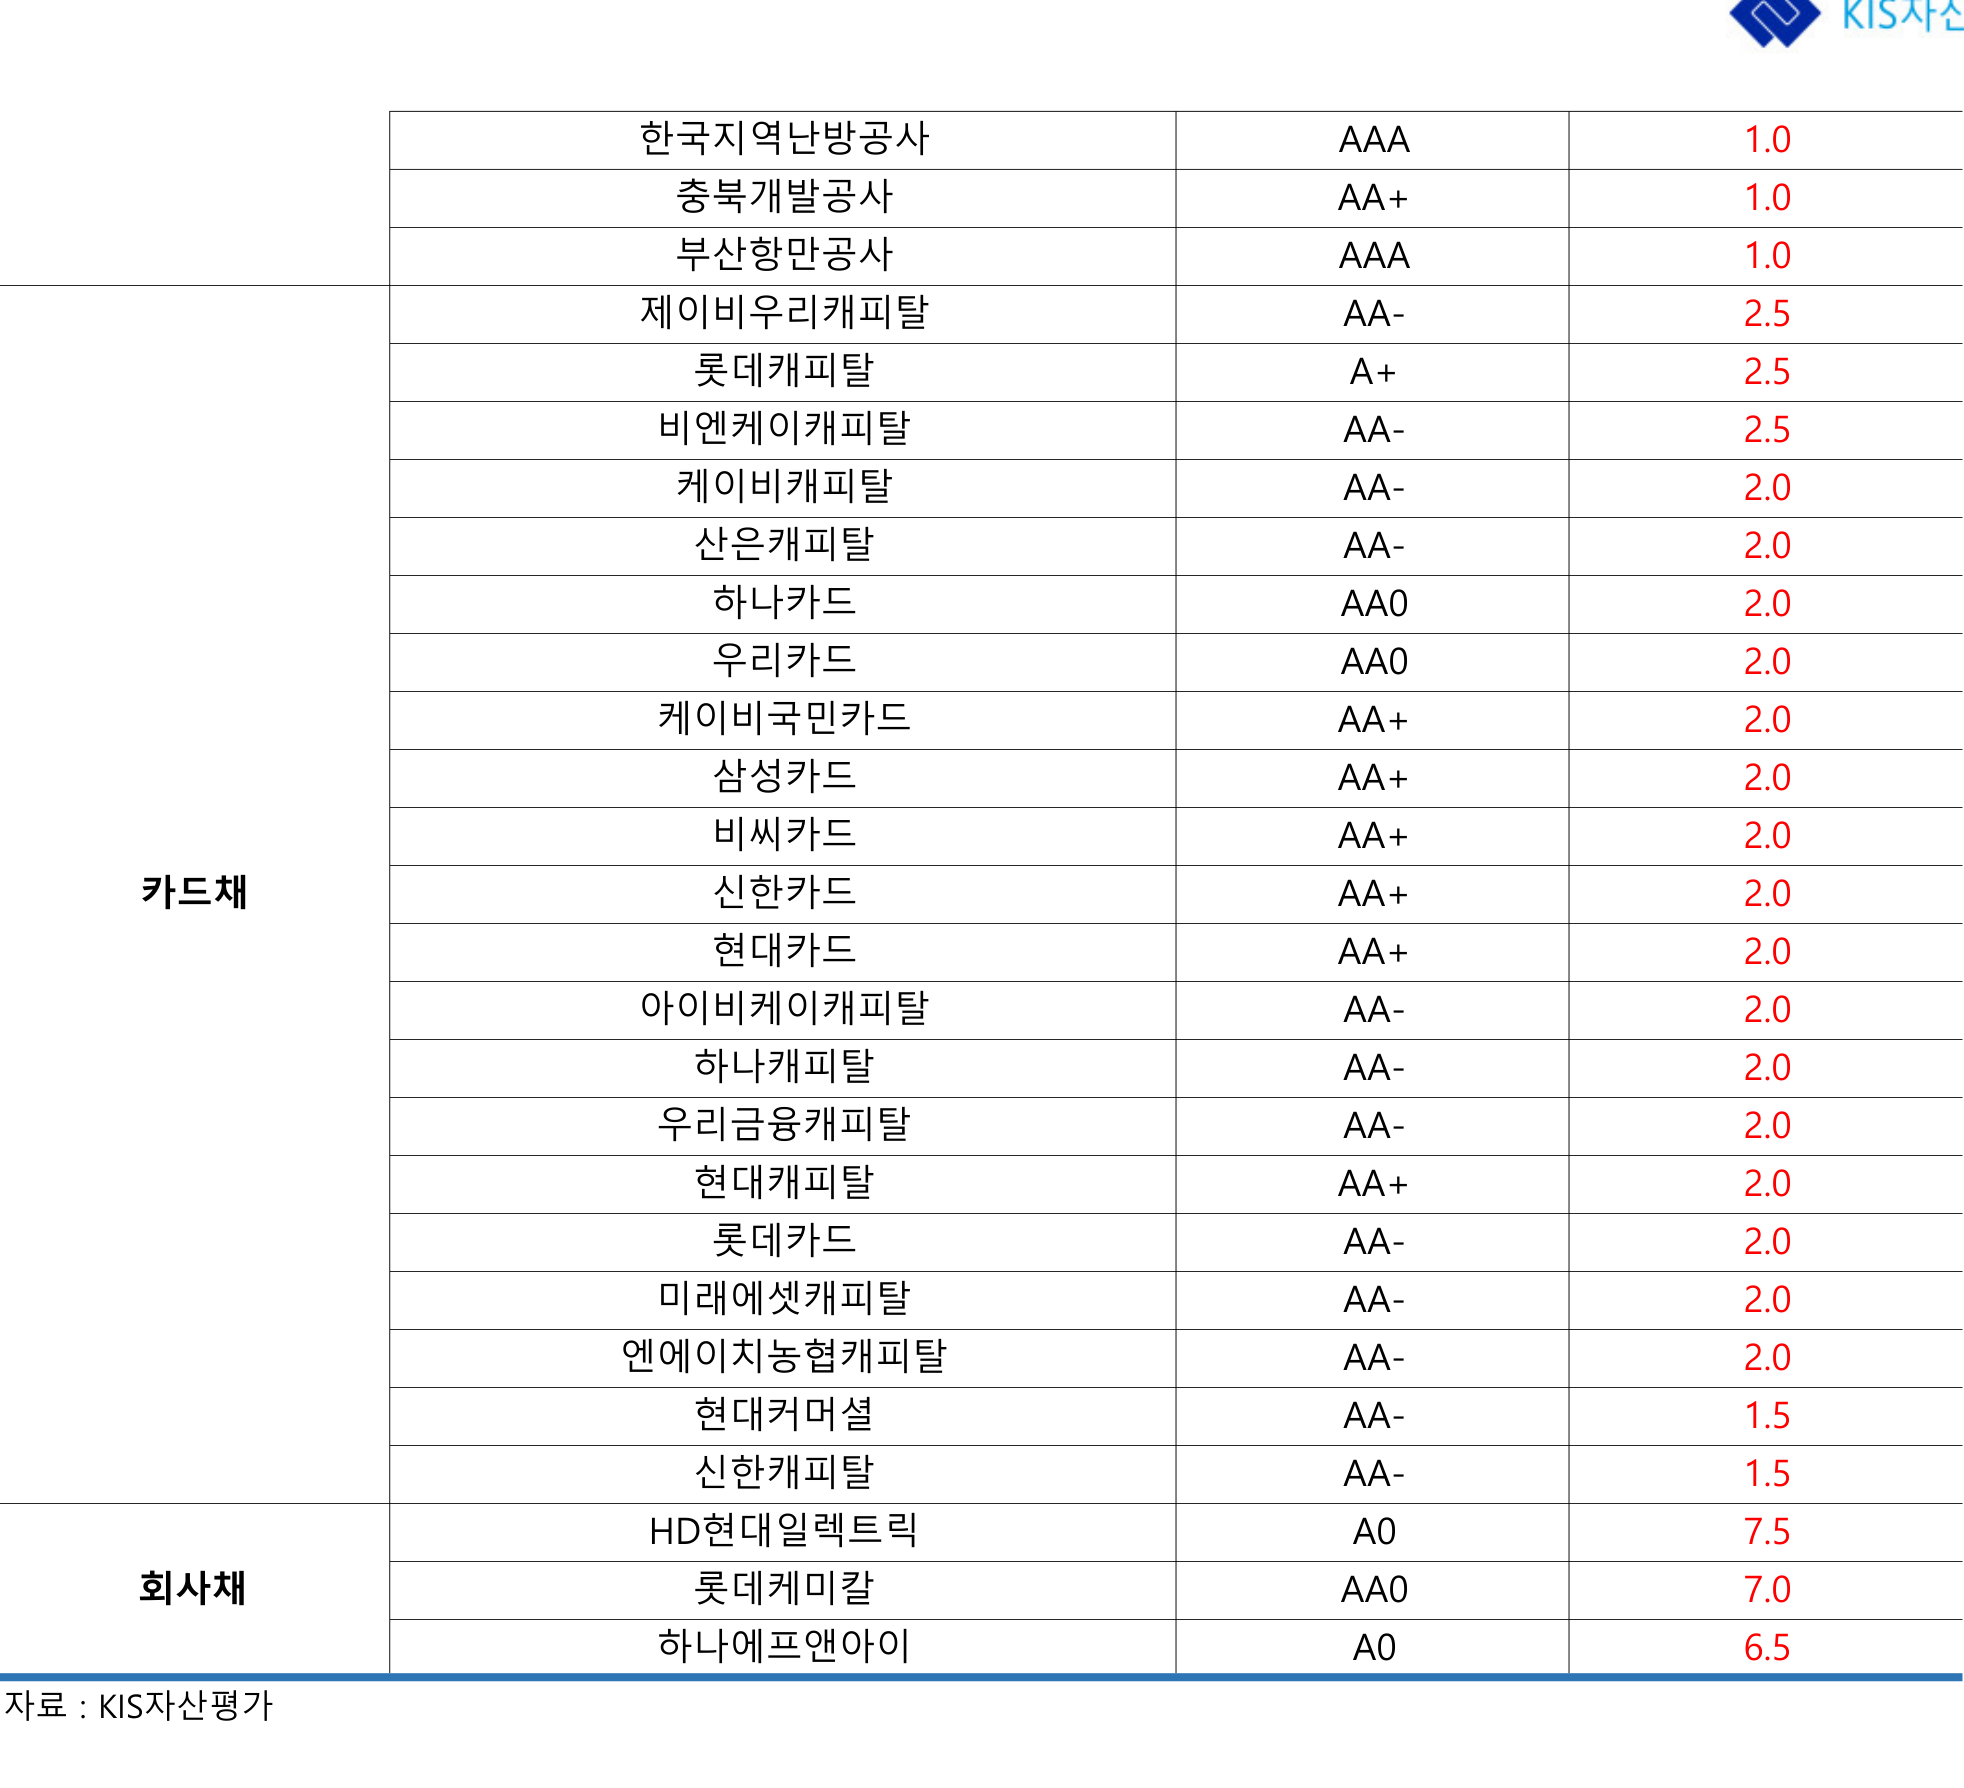 KIS자산
한국지역난방공사 AAA 1.0
충북개발공사 AA+ 1.0
부산항만공사 AAA 1.0
제이비우리캐피탈 AA- 2.5
롯데캐피탈 A+ 2.5
비엔케이캐피탈 AA- 2.5
케이비캐피탈 AA- 2.0
산은캐피탈 AA- 2.0
하나카드 AA0 2.0
우리카드 AA0 2.0
케이비국민카드 AA+ 2.0
삼성카드 AA+ 2.0
비씨카드 AA+ 2.0
카드채 신한카드 AA+ 2.0
현대카드 AA+ 2.0
아이비케이캐피탈 AA- 2.0
하나캐피탈 AA- 2.0
우리금융캐피탈 AA- 2.0
현대캐피탈 AA+ 2.0
롯데카드 AA- 2.0
미래에셋캐피탈 AA- 2.0
엔에이치농협캐피탈 AA- 2.0
현대커머셜 AA- 1.5
신한캐피탈 AA- 1.5
HD현대일렉트릭 A0 7.5
회사채 롯데케미칼 AA0 7.0
하나에프앤아이 A0 6.5
자료 : KIS자산평가